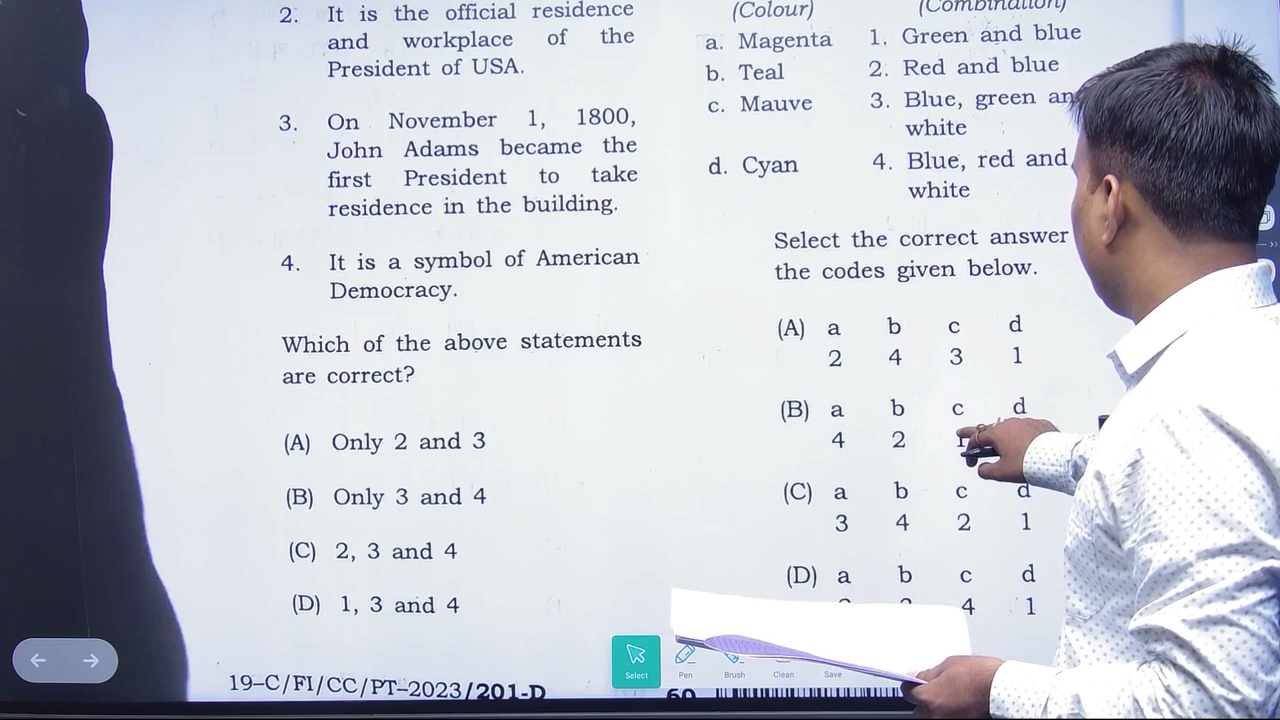 2. It is the official residence
and workplace of the
President of USA.
3. On November 1, 1800,
John Adams became the
first President to take
residence in the building.
4. It is a symbol of American
Democracy.
Which of the above statements
are correct?
(A) Only 2 and 3
(B) Only 3 and 4
(C) 2, 3 and 4
(D) 1, 3 and 4
19-C/FI/CC/PT-2023/201-D
(Colour) (Combination)
a. Magenta 1. Green and blue
b. Teal 2. Red and blue
c. Mauve 3. Blue, green
white
d. Cyan 4. Blue, red and
white
Select the correct answer
the codes given below.
(A) a b c d
2 4 3 1
(B) a b c d
4 2
(C) a b c d
3 4 2 1
(D) a b c d
4 1
60
Select Pen Brush Clean Save